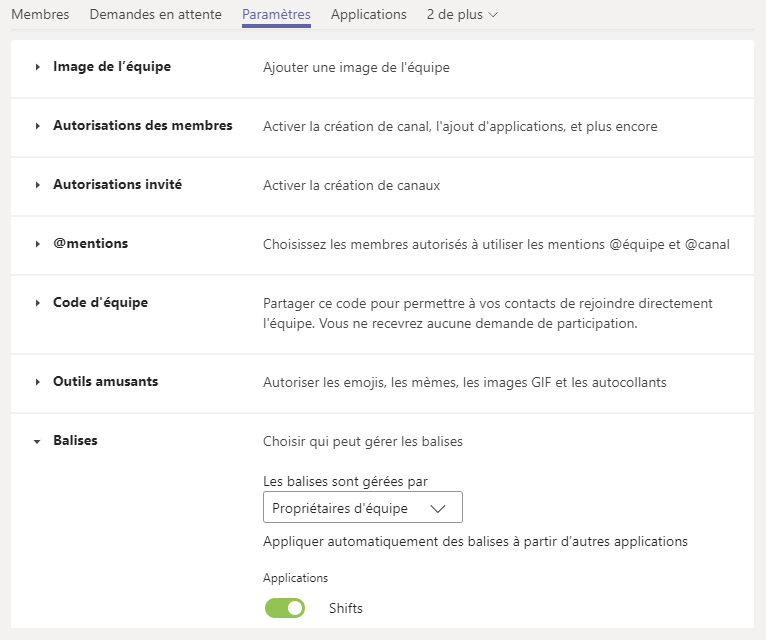 Membres Demandes en attente Paramètres Applications 2 de plus
Image de l’équipe Ajouter une image de l'équipe
Autorisations des membres Activer la création de canal, l'ajout d'applications, et plus encore
Autorisations invité Activer la création de canaux
@mentions Choisissez les membres autorisés à utiliser les mentions @équipe et @canal
Code d'équipe Partager ce code pour permettre à vos contacts de rejoindre directement
l'équipe. Vous ne recevrez aucune demande de participation.
Outils amusants Autoriser les emojis, les mèmes, les images GIF et les autocollants
Balises Choisir qui peut gérer les balises
Les balises sont gérées par
Propriétaires d'équipe
Appliquer automatiquement des balises à partir d’autres applications
Applications
Shifts